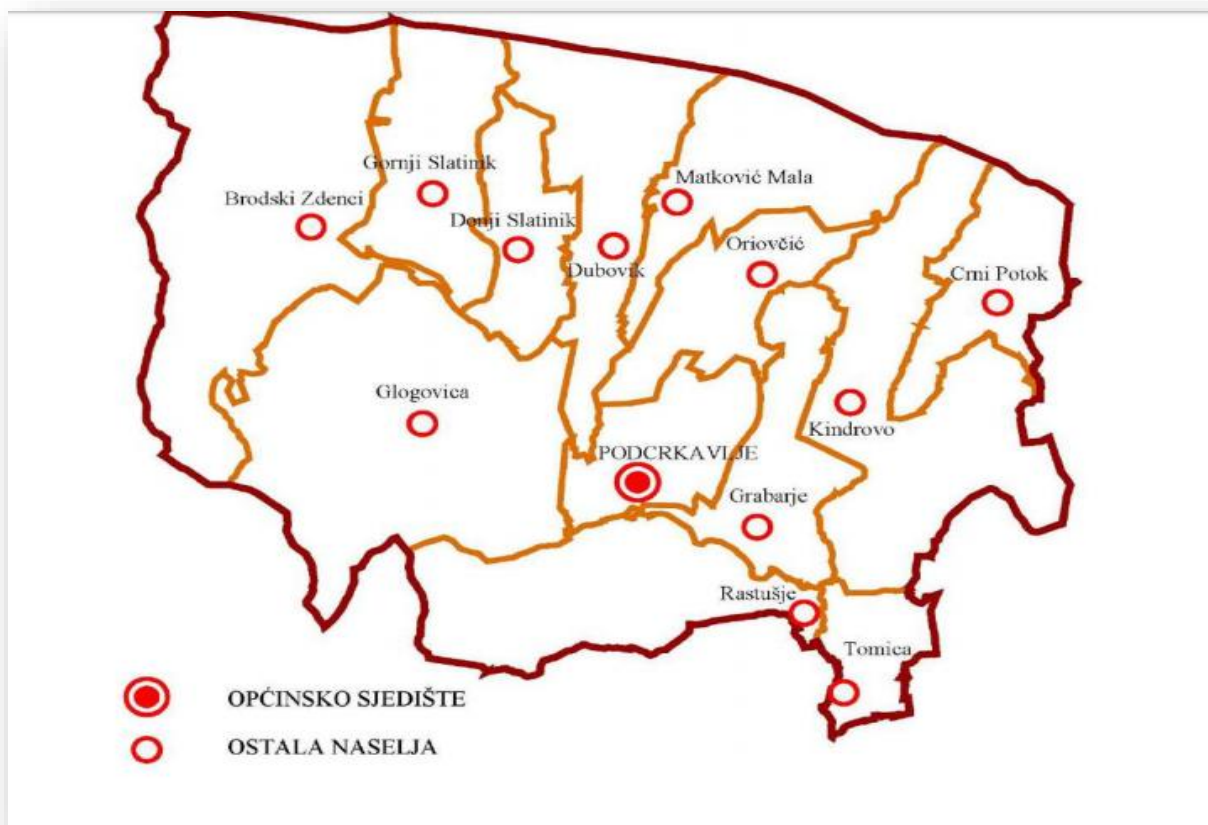 Gornji Slatinik
Matković Mala
Brodski Zdenci
Donji Slatinik
Oriovčić
Dubovik
Crni Potok
Glogovica
Kindrovo
PODCRKAVLJE
Grabarje
Rastušje
Tomica
OPĆINSKO SJEDIŠTE
OSTALA NASELJA